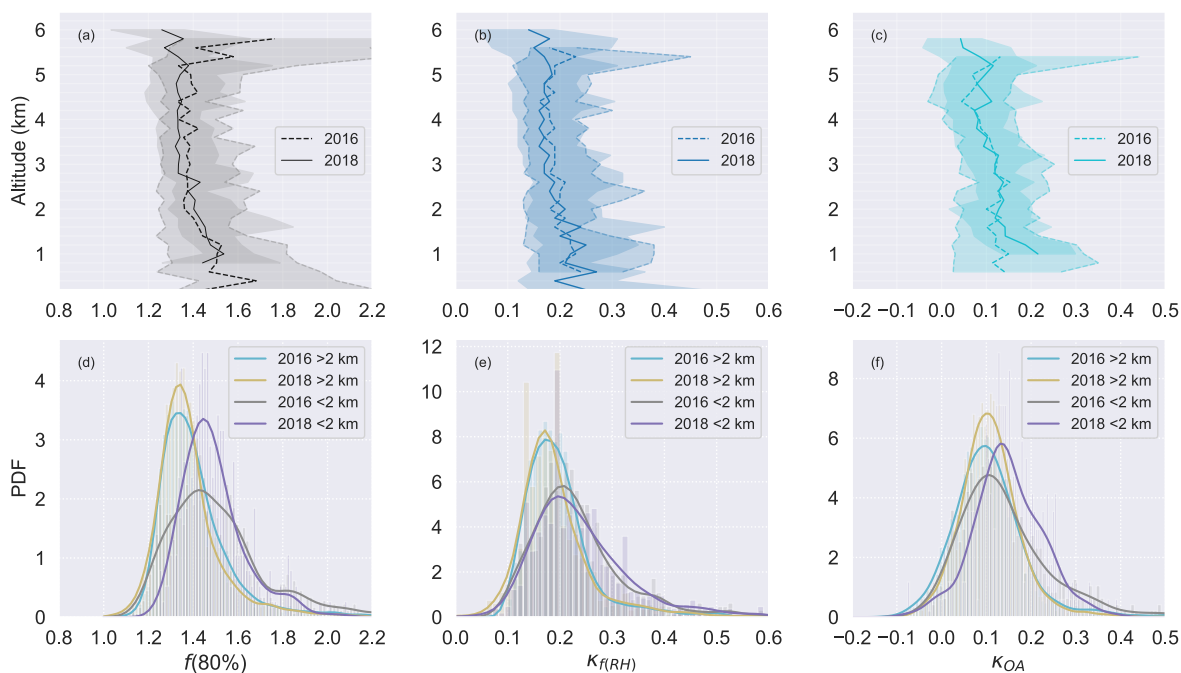 (a)
(b)
(c)
Altitude (km)
6
5
4
3
2
1
2016
2018
0.8 1.0 1.2 1.4 1.6 1.8 2.0 2.2
6
5
4
3
2
1
2016
2018
0.0 0.1 0.2 0.3 0.4 0.5 0.6
6
5
4
3
2
1
2016
2018
−0.2 −0.1 0.0 0.1 0.2 0.3 0.4 0.5
(d)
PDF
4
3
2
1
0
2016 >2 km
2018 >2 km
2016 <2 km
2018 <2 km
0.8 1.0 1.2 1.4 1.6 1.8 2.0 2.2
f(80%)
(e)
12
10
8
6
4
2
0
2016 >2 km
2018 >2 km
2016 <2 km
2018 <2 km
0.0 0.1 0.2 0.3 0.4 0.5 0.6
κf(RH)
(f)
8
6
4
2
0
2016 >2 km
2018 >2 km
2016 <2 km
2018 <2 km
−0.2 −0.1 0.0 0.1 0.2 0.3 0.4 0.5
κOA